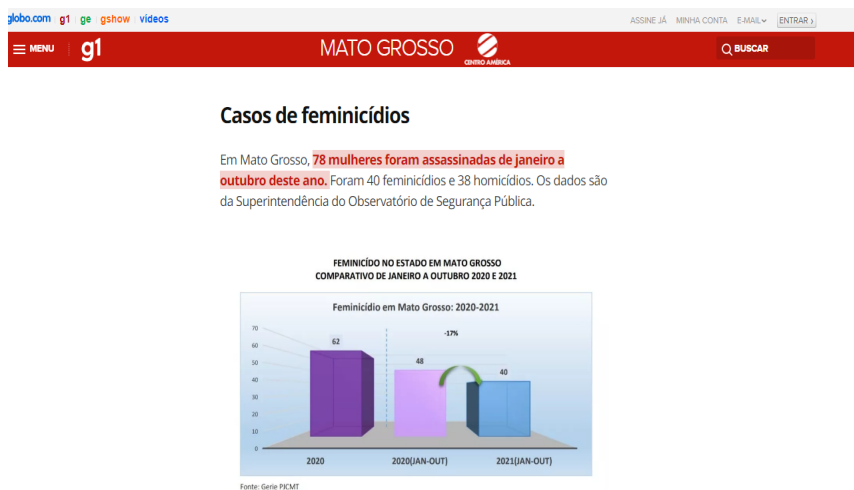 globo.com g1 ge gshow videos
ASSINE JÁ MINHA CONTA E-MAIL ENTRAR ›
MENU g1 MATO GROSSO CENTRO AMÉRICA BUSCAR
Casos de feminicídios
Em Mato Grosso, 78 mulheres foram assassinadas de janeiro a
outubro deste ano. Foram 40 feminicídios e 38 homicídios. Os dados são
da Superintendência do Observatório de Segurança Pública.
FEMINICÍDO NO ESTADO EM MATO GROSSO
COMPARATIVO DE JANEIRO A OUTUBRO 2020 E 2021
Feminicídio em Mato Grosso: 2020-2021
-17%
70
60
50
40
30
20
10
0
62
48
40
2020
2020(JAN-OUT)
2021(JAN-OUT)
Fonte: Gerie PJCMT